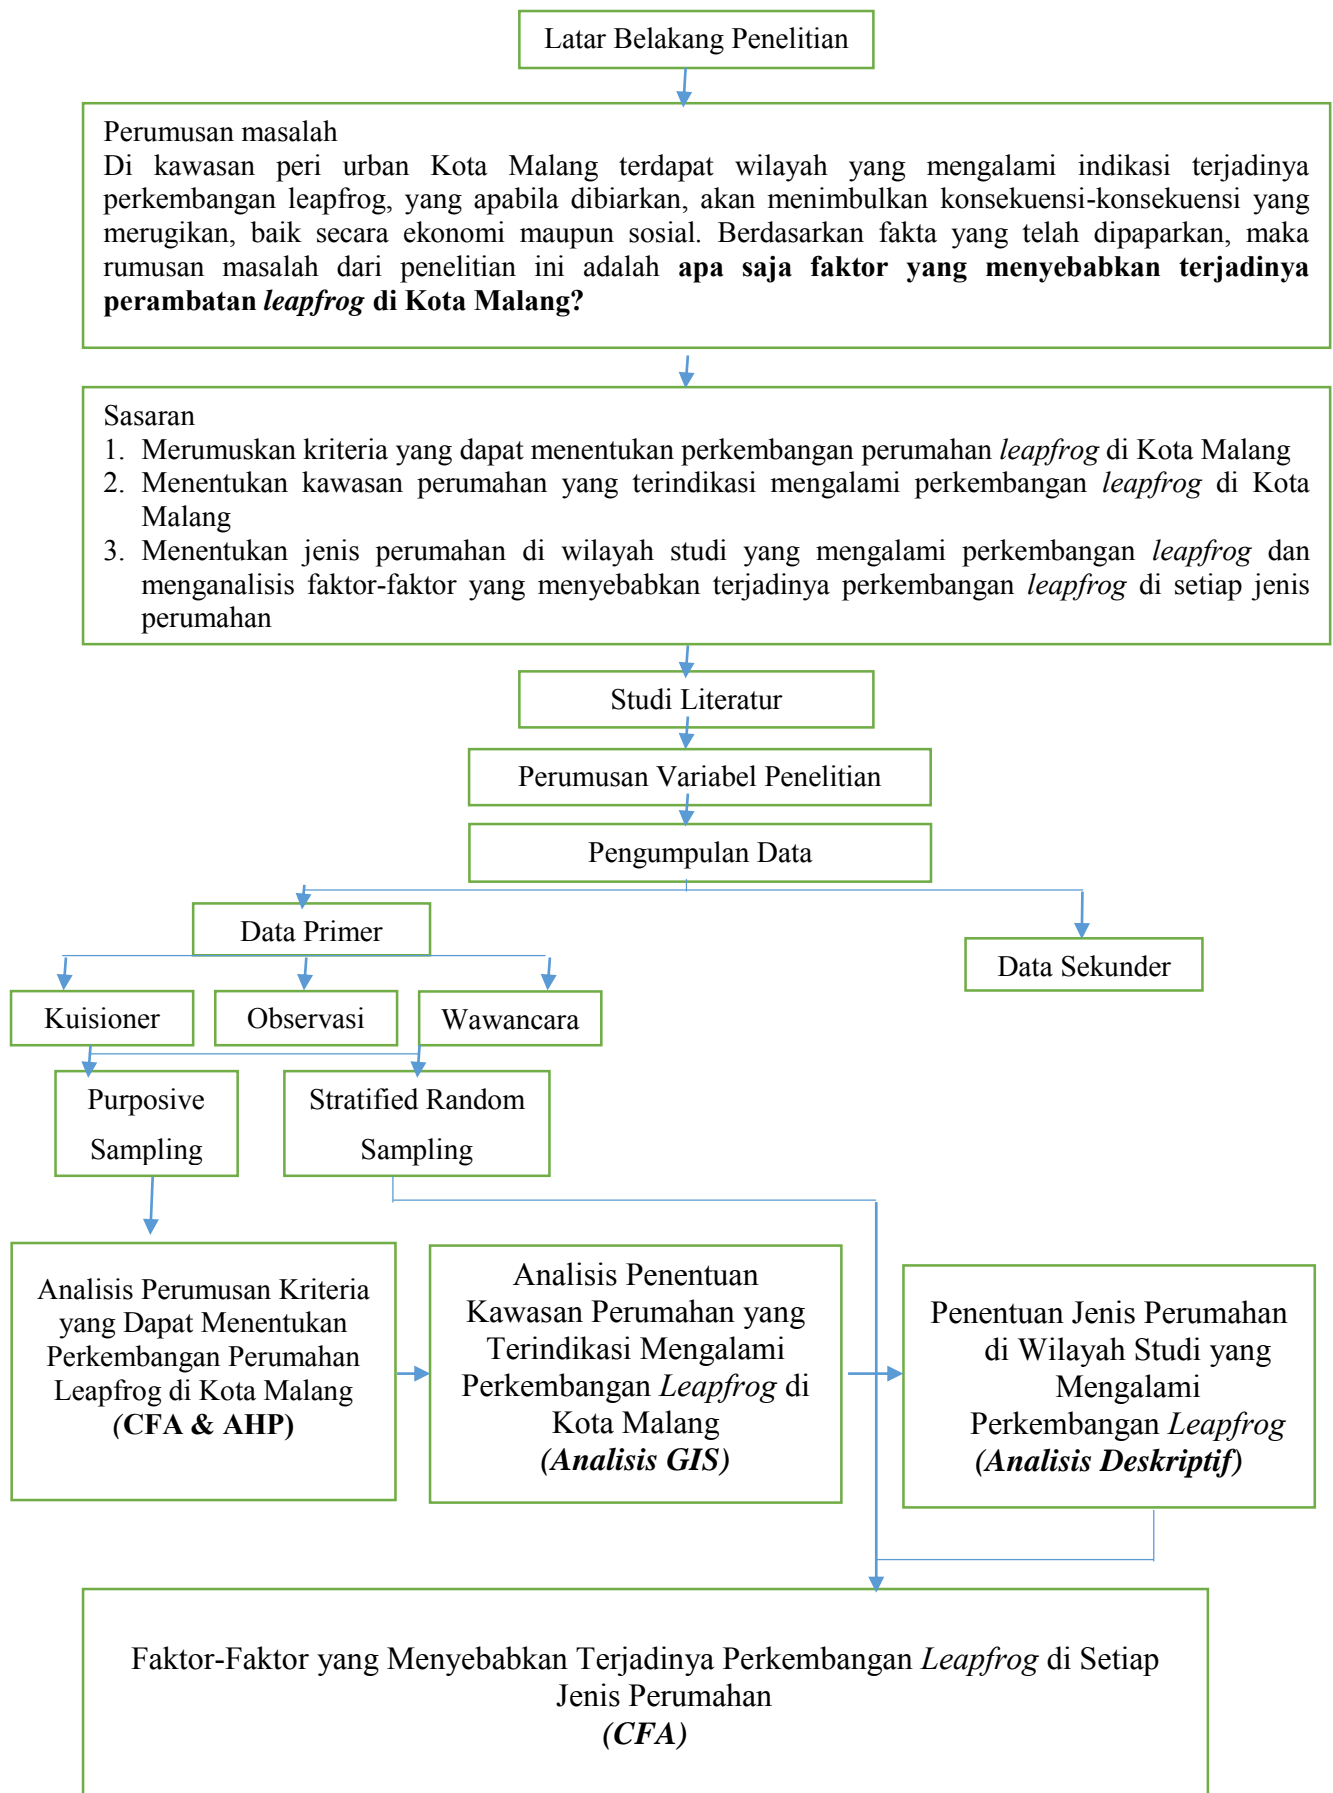 Latar Belakang Penelitian
Perumusan masalah
Di kawasan peri urban Kota Malang terdapat wilayah yang mengalami indikasi terjadinya
perkembangan leapfrog, yang apabila dibiarkan, akan menimbulkan konsekuensi-konsekuensi yang
merugikan, baik secara ekonomi maupun sosial. Berdasarkan fakta yang telah dipaparkan, maka
rumusan masalah dari penelitian ini adalah apa saja faktor yang menyebabkan terjadinya
perambatan leapfrog di Kota Malang?
Sasaran
1. Merumuskan kriteria yang dapat menentukan perkembangan perumahan leapfrog di Kota Malang
2. Menentukan kawasan perumahan yang terindikasi mengalami perkembangan leapfrog di Kota
Malang
3. Menentukan jenis perumahan di wilayah studi yang mengalami perkembangan leapfrog dan
menganalisis faktor-faktor yang menyebabkan terjadinya perkembangan leapfrog di setiap jenis
perumahan
Studi Literatur
Perumusan Variabel Penelitian
Pengumpulan Data
Data Primer
Data Sekunder
Kuisioner
Observasi
Wawancara
Purposive
Sampling
Stratified Random
Sampling
Analisis Perumusan Kriteria
yang Dapat Menentukan
Perkembangan Perumahan
Leapfrog di Kota Malang
(CFA & AHP)
Analisis Penentuan
Kawasan Perumahan yang
Terindikasi Mengalami
Perkembangan Leapfrog di
Kota Malang
(Analisis GIS)
Penentuan Jenis Perumahan
di Wilayah Studi yang
Mengalami
Perkembangan Leapfrog
(Analisis Deskriptif)
Faktor-Faktor yang Menyebabkan Terjadinya Perkembangan Leapfrog di Setiap
Jenis Perumahan
(CFA)